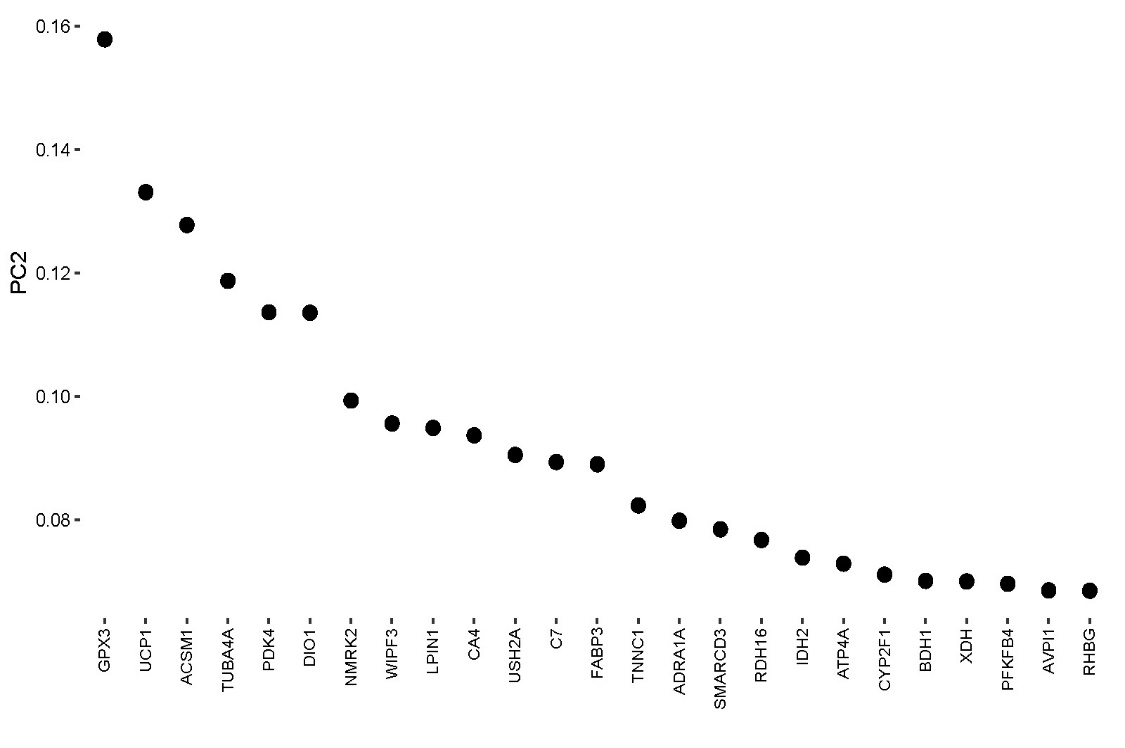 0.16
0.14
0.12
0.10
0.08
PC2
GPX3
UCP1
ACSM1
TUBA4A
PDK4
DIO1
NMRK2
WIPF3
LPIN1
CA4
USH2A
C7
FABP3
TNNC1
ADRA1A
SMARCD3
RDH16
IDH2
ATP4A
CYP2F1
BDH1
XDH
PFKFB4
AVPI1
RHBG